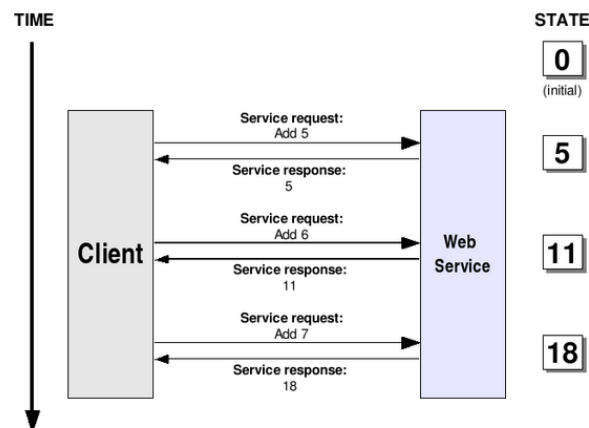 TIME
STATE
0
(initial)
Service request:
Add 5
5
Service response:
5
Service request:
Add 6
Client
Web
Service
11
Service response:
11
Service request:
Add 7
18
Service response:
18